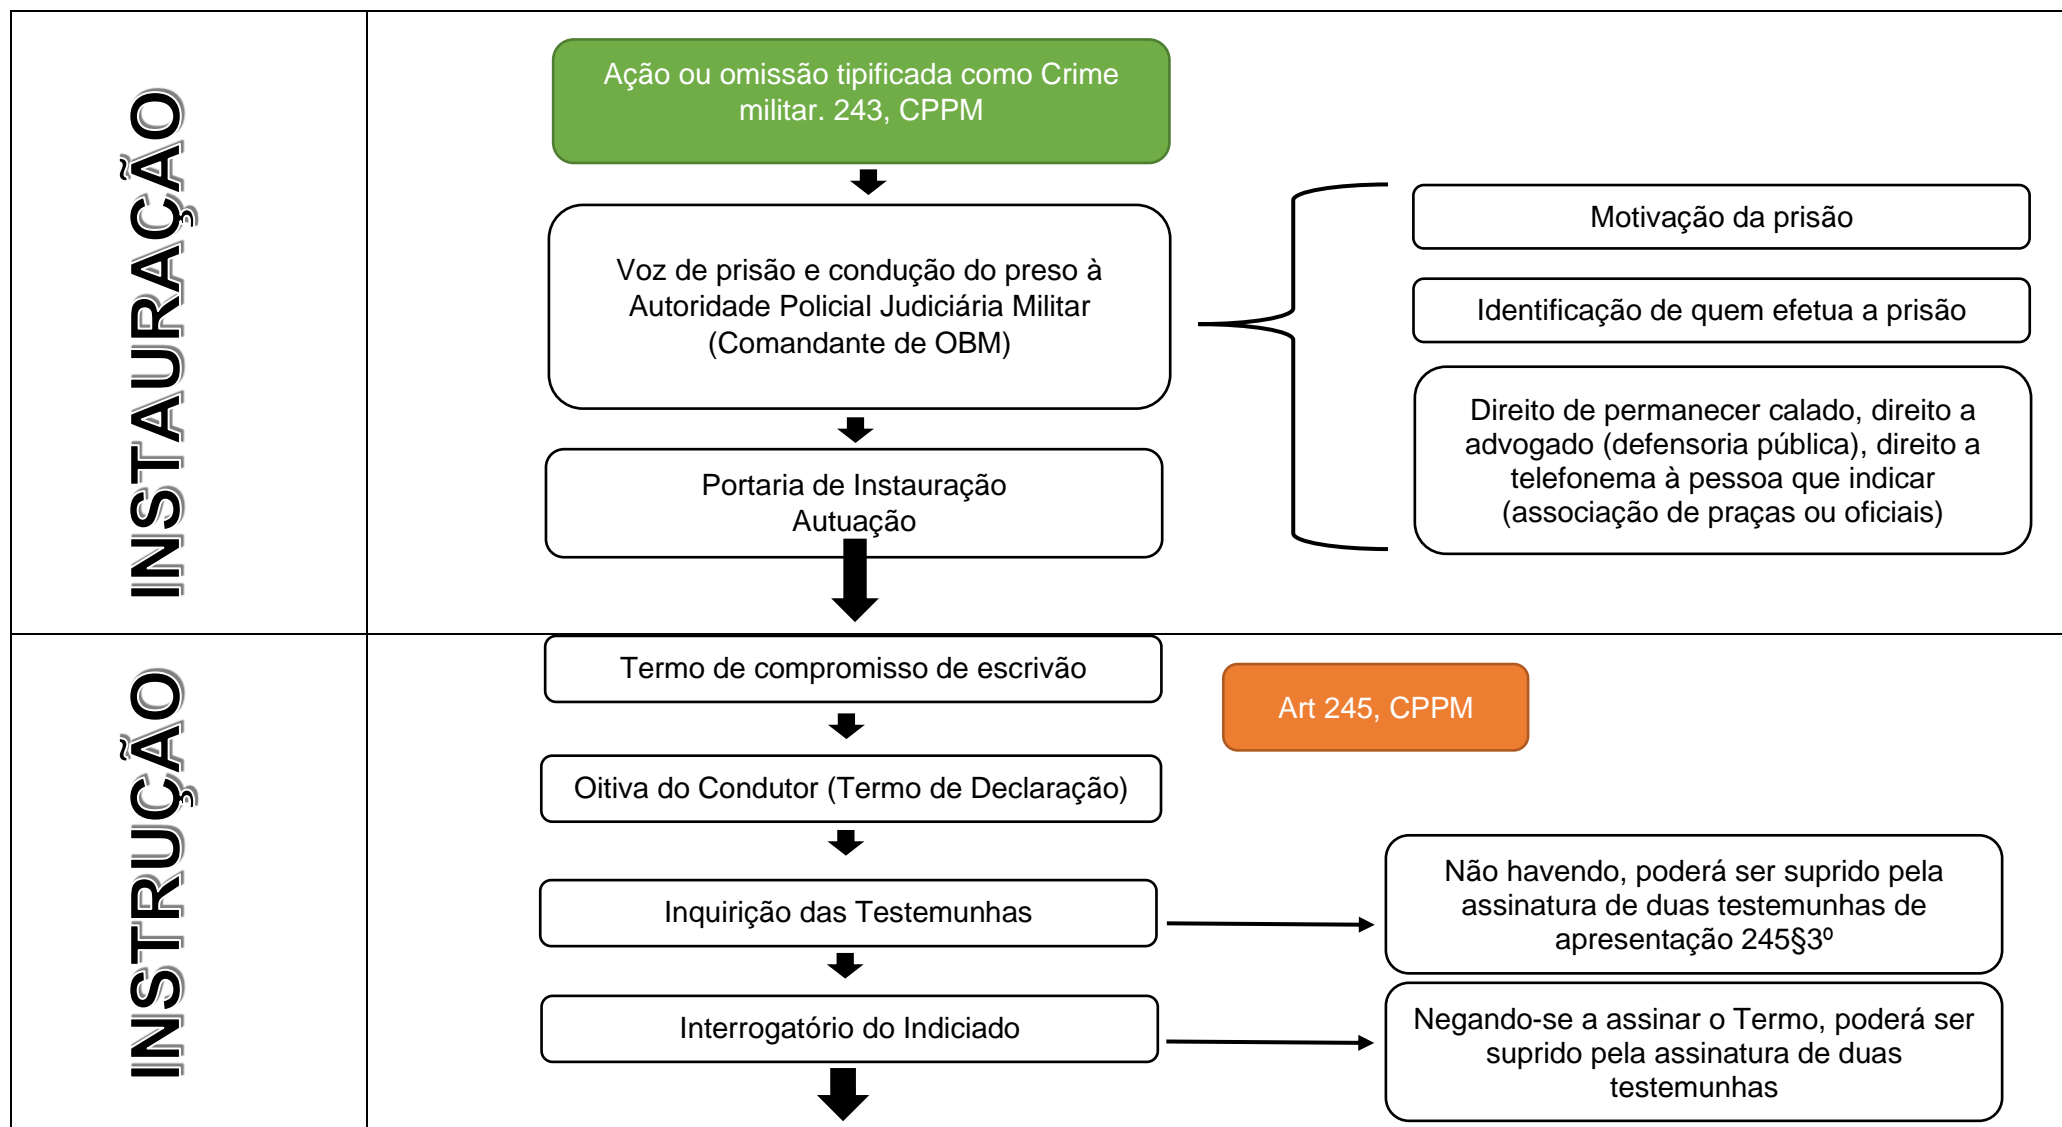 INSTAURAÇÃO
Ação ou omissão tipificada como Crime
militar. 243, CPPM
Voz de prisão e condução do preso à
Autoridade Policial Judiciária Militar
(Comandante de OBM)
Motivação da prisão
Identificação de quem efetua a prisão
Direito de permanecer calado, direito a
advogado (defensoria pública), direito a
telefonema à pessoa que indicar
(associação de praças ou oficiais)
Portaria de Instauração
Autuação
INSTRUÇÃO
Termo de compromisso de escrivão
Art 245, CPPM
Oitiva do Condutor (Termo de Declaração)
Inquirição das Testemunhas
Não havendo, poderá ser suprido pela
assinatura de duas testemunhas de
apresentação 245§3º
Interrogatório do Indiciado
Negando-se a assinar o Termo, poderá ser
suprido pela assinatura de duas
testemunhas